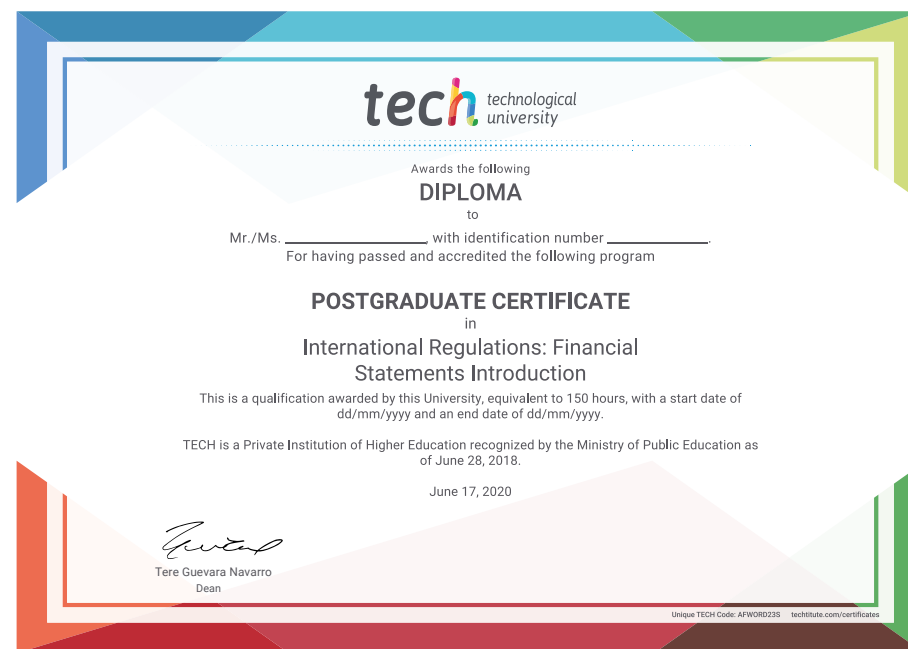 tech technological
university
Awards the following
DIPLOMA
to
Mr./Ms. ____________________, with identification number ______________.
For having passed and accredited the following program
POSTGRADUATE CERTIFICATE
in
International Regulations: Financial
Statements Introduction
This is a qualification awarded by this University, equivalent to 150 hours, with a start date of
dd/mm/yyyy and an end date of dd/mm/yyyy.
TECH is a Private Institution of Higher Education recognized by the Ministry of Public Education as
of June 28, 2018.
June 17, 2020
Tere Guevara Navarro
Dean
Unique TECH Code: AFWORD23S techtitute.com/certificates